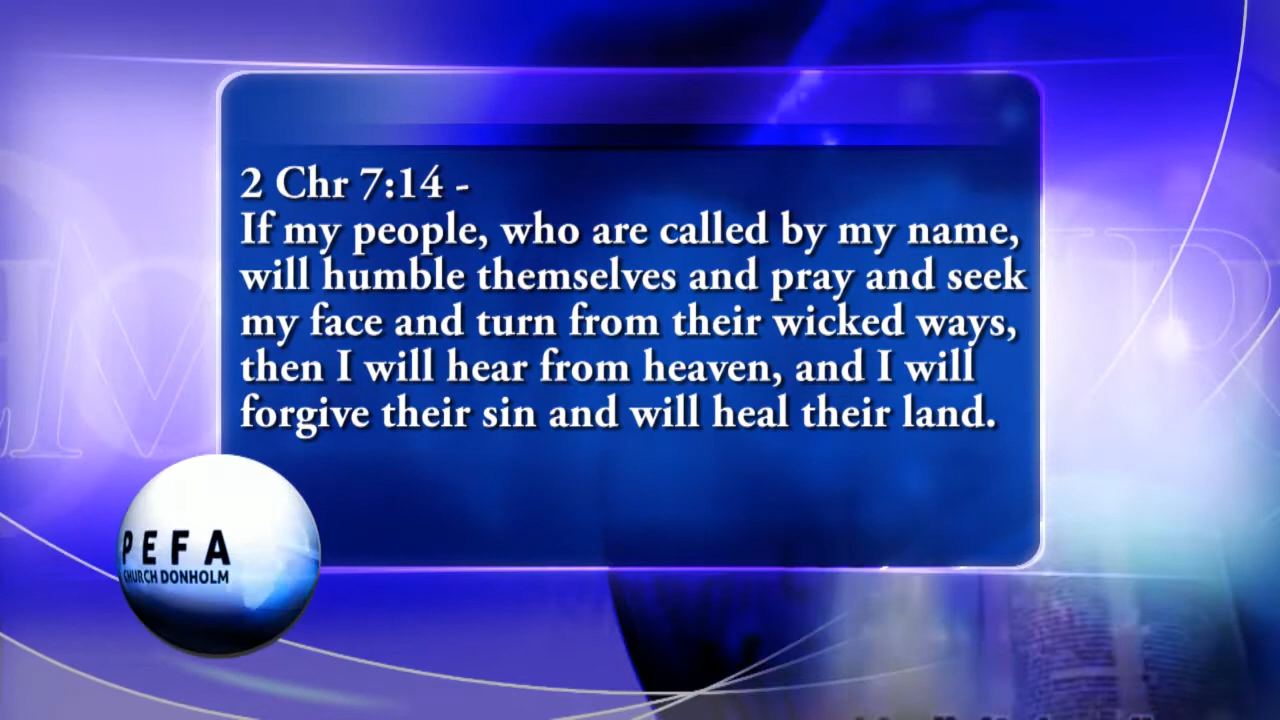 2 Chr 7:14 -
If my people, who are called by my name,
will humble themselves and pray and seek
my face and turn from their wicked ways,
then I will hear from heaven, and I will
forgive their sin and will heal their land.
PEFA
CHURCH DONHOLM